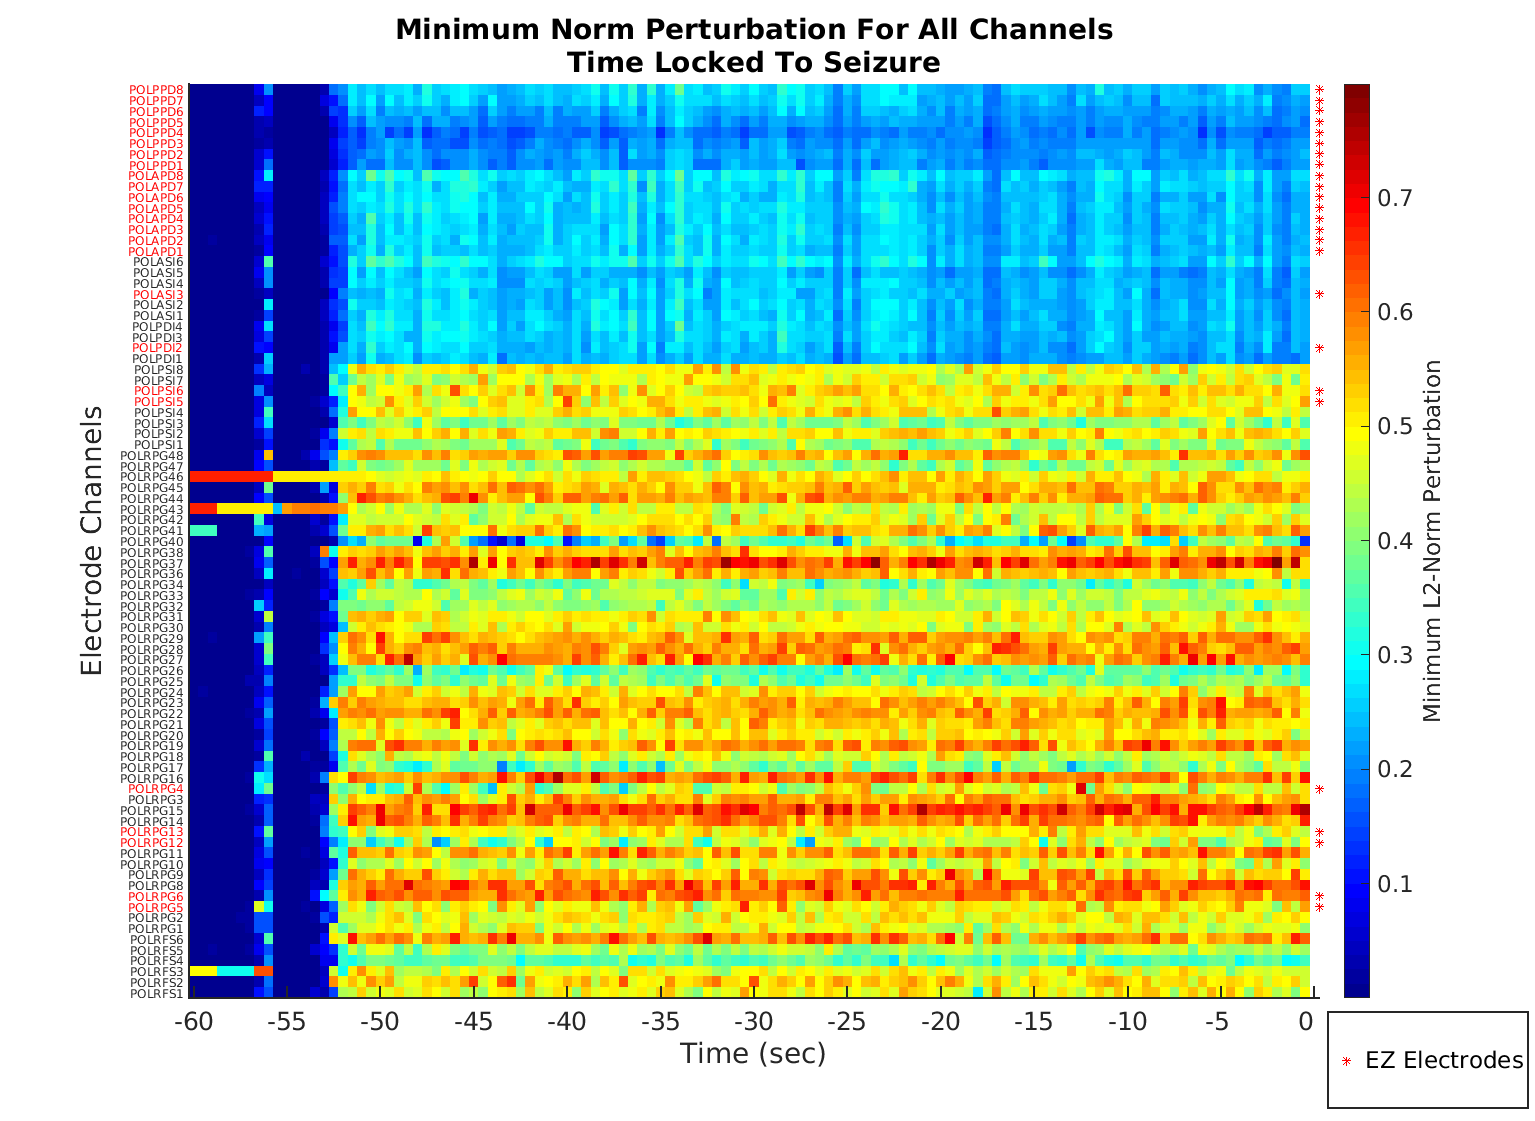 Minimum Norm Perturbation For All Channels
Time Locked To Seizure
Electrode Channels
POLPPD8
POLPPD7
POLPPD6
POLPPD5
POLPPD4
POLPPD3
POLPPD2
POLPPD1
POLAPD8
POLAPD7
POLAPD6
POLAPD5
POLAPD4
POLAPD3
POLAPD2
POLAPD1
POLASI6
POLASI5
POLASI4
POLASI3
POLASI2
POLASI1
POLPDI4
POLPDI3
POLPDI2
POLPDI1
POLPSI8
POLPSI7
POLPSI6
POLPSI5
POLPSI4
POLPSI3
POLPSI2
POLPSI1
POLRPG48
POLRPG47
POLRPG46
POLRPG45
POLRPG44
POLRPG43
POLRPG42
POLRPG41
POLRPG40
POLRPG38
POLRPG37
POLRPG36
POLRPG34
POLRPG33
POLRPG32
POLRPG31
POLRPG30
POLRPG29
POLRPG28
POLRPG27
POLRPG26
POLRPG25
POLRPG24
POLRPG23
POLRPG22
POLRPG21
POLRPG20
POLRPG19
POLRPG18
POLRPG17
POLRPG16
POLRPG4
POLRPG3
POLRPG15
POLRPG14
POLRPG13
POLRPG12
POLRPG11
POLRPG10
POLRPG9
POLRPG8
POLRPG6
POLRPG5
POLRPG2
POLRPG1
POLRFS6
POLRFS5
POLRFS4
POLRFS3
POLRFS2
POLRFS1
-60 -55 -50 -45 -40 -35 -30 -25 -20 -15 -10 -5 0
Time (sec)
0.7
0.6
0.5
0.4
0.3
0.2
0.1
Minimum L2-Norm Perturbation
EZ Electrodes